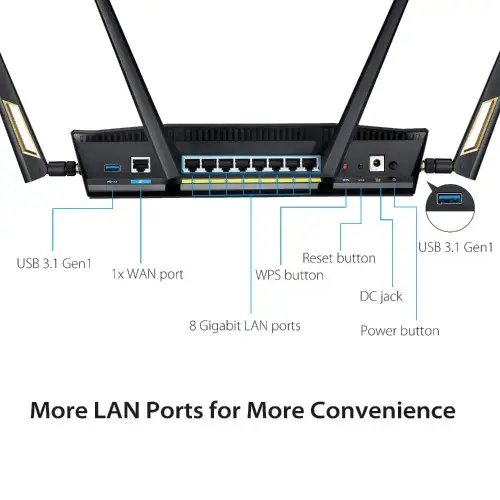 USB 3.1 Gen1
1x WAN port
8 Gigabit LAN ports
WPS button
Reset button
DC jack
Power button
USB 3.1 Gen1
More LAN Ports for More Convenience